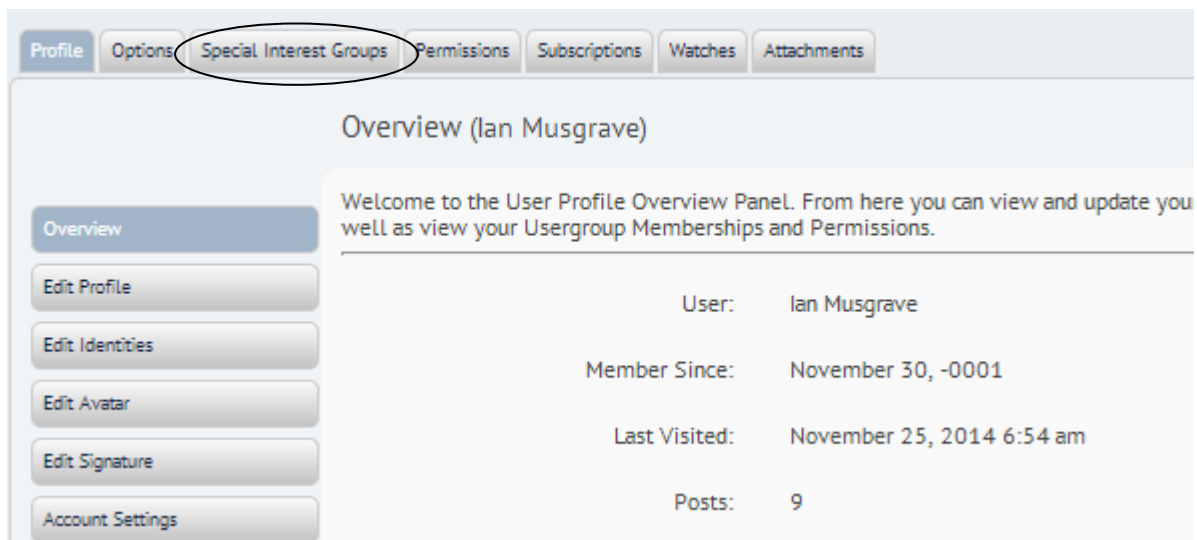 Profile Options Special Interest Groups Permissions Subscriptions Watches Attachments
Overview (Ian Musgrave)
Welcome to the User Profile Overview Panel. From here you can view and update you
well as view your Usergroup Memberships and Permissions.
Overview
Edit Profile
Edit Identities
Edit Avatar
Edit Signature
Account Settings
User: Ian Musgrave
Member Since: November 30, -0001
Last Visited: November 25, 2014 6:54 am
Posts: 9